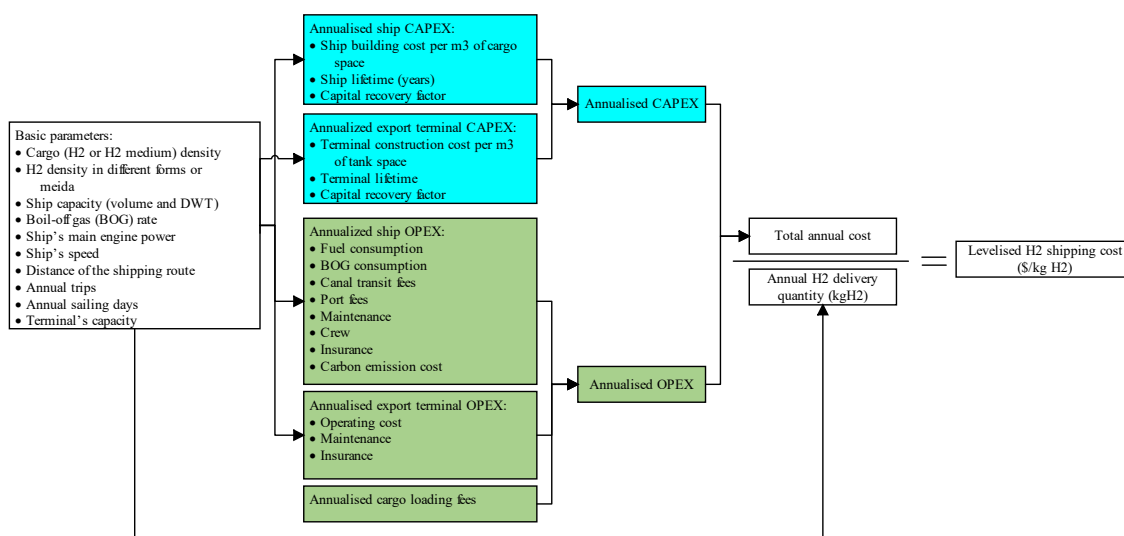 Basic parameters:
• Cargo (H2 or H2 medium) density
• H2 density in different forms or
meida
• Ship capacity (volume and DWT)
• Boil-off gas (BOG) rate
• Ship's main engine power
• Ship's speed
• Distance of the shipping route
• Annual trips
• Annual sailing days
• Terminal's capacity
Annualised ship CAPEX:
• Ship building cost per m3 of cargo
space
• Ship lifetime (years)
• Capital recovery factor
Annualized export terminal CAPEX:
• Terminal construction cost per m3
of tank space
• Terminal lifetime
• Capital recovery factor
Annualized ship OPEX:
• Fuel consumption
• BOG consumption
• Canal transit fees
• Port fees
• Maintenance
• Crew
• Insurance
• Carbon emission cost
Annualised export terminal OPEX:
• Operating cost
• Maintenance
• Insurance
Annualised cargo loading fees
Annualised CAPEX
Annualised OPEX
Total annual cost
Annual H2 delivery
quantity (kgH2)
=
Levelised H2 shipping cost
($/kg H2)